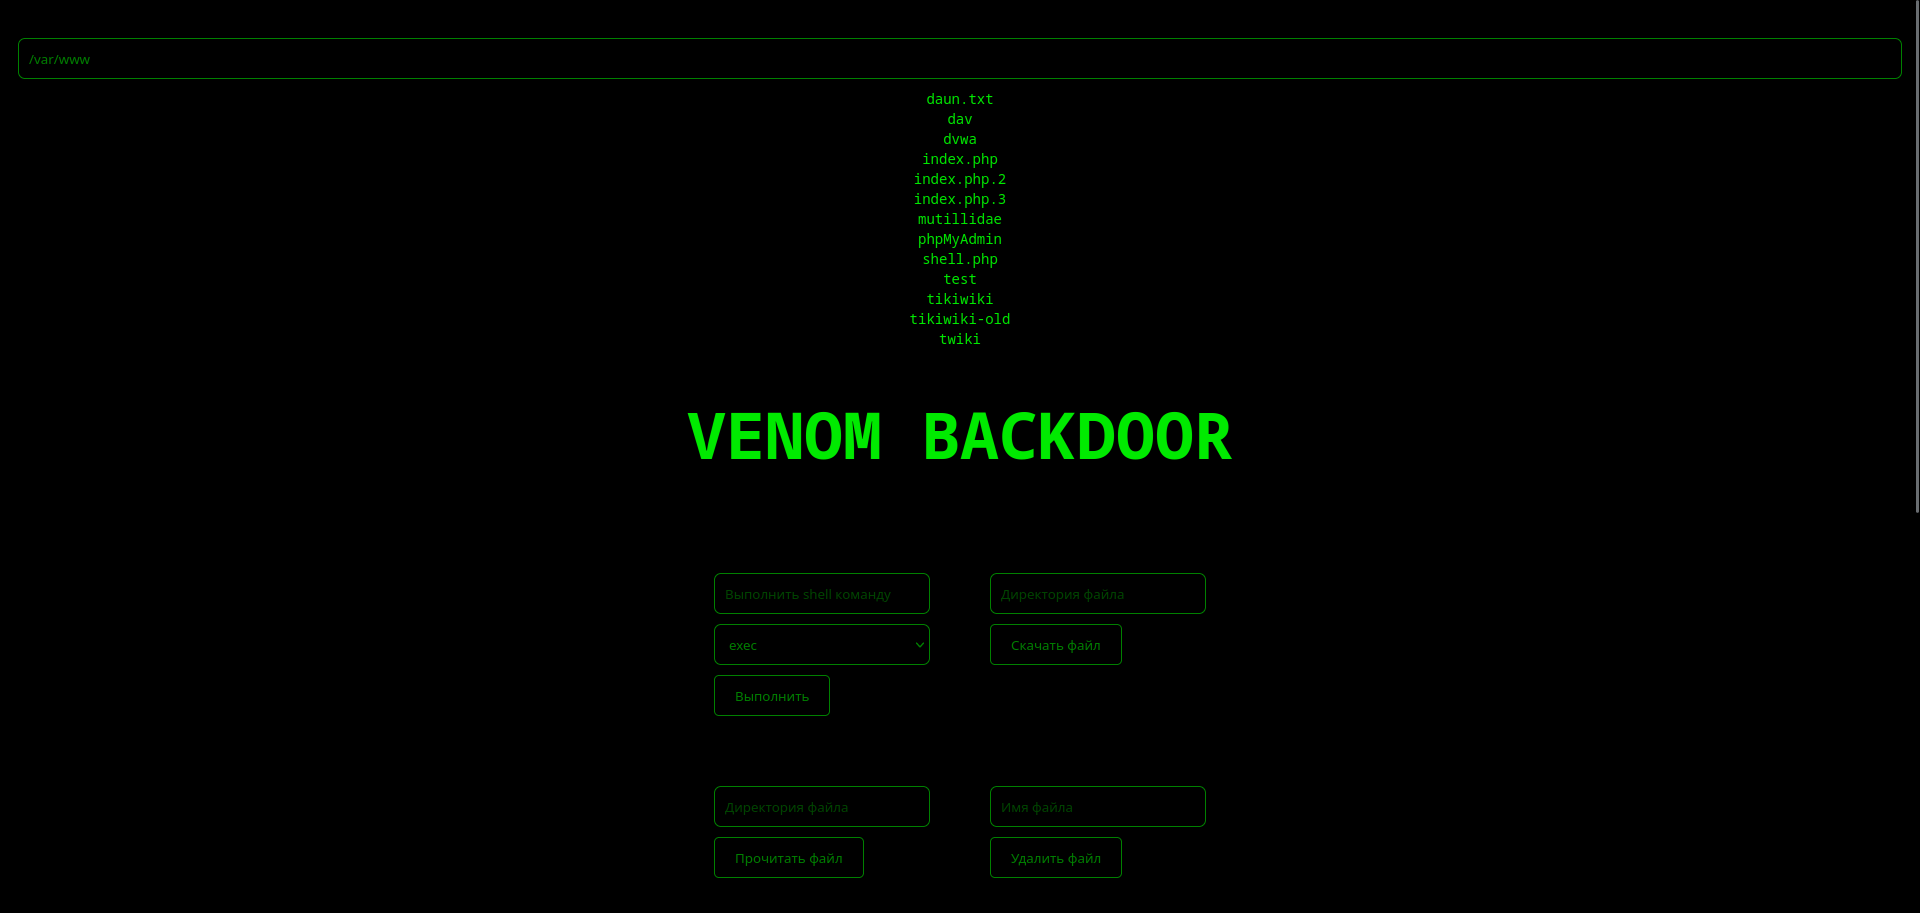 /var/www
daun.txt
dav
dvwa
index.php
index.php.2
index.php.3
mutillidae
phpMyAdmin
shell.php
test
tikiwiki
tikiwiki-old
twiki
VENOM BACKDOOR
Выполнить shell команду
exec
Выполнить
Директория файла
Скачать файл
Директория файла
Прочитать файл
Имя файла
Удалить файл